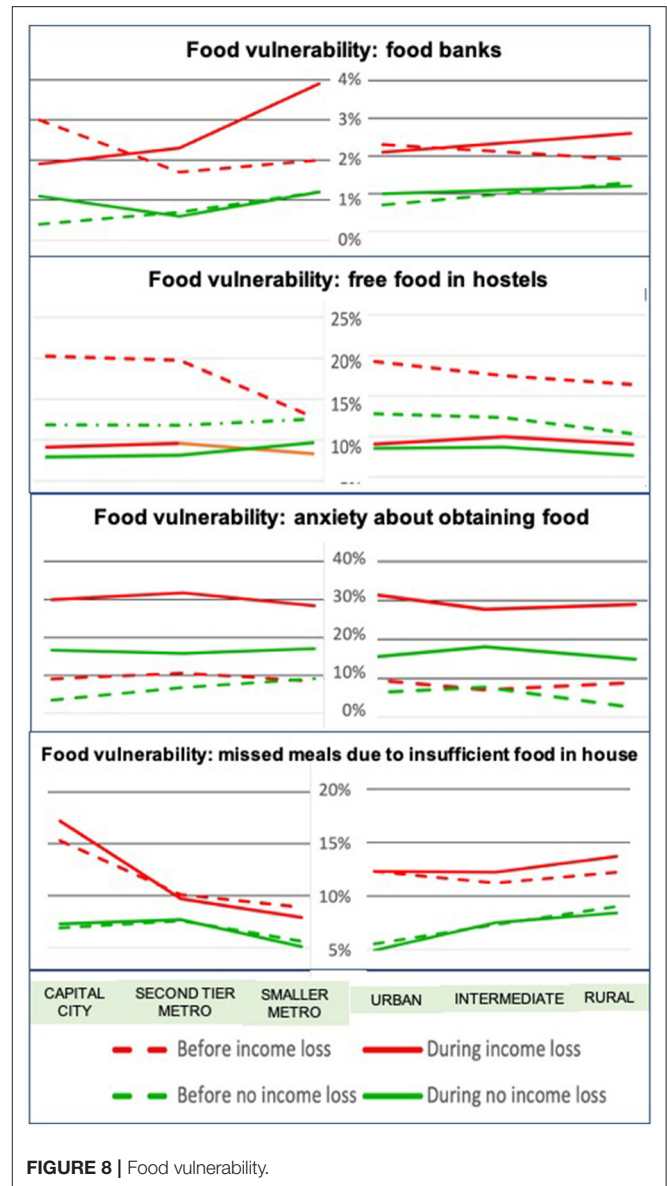 Food vulnerability: food banks
4%
3%
2%
1%
0%
Food vulnerability: free food in hostels
25%
20%
15%
10%
Food vulnerability: anxiety about obtaining food
40%
30%
20%
10%
0%
Food vulnerability: missed meals due to insufficient food in house
20%
15%
10%
5%
CAPITAL CITY
SECOND TIER METRO
SMALLER METRO
URBAN
INTERMEDIATE
RURAL
Before income loss
During income loss
Before no income loss
During no income loss
FIGURE 8 | Food vulnerability.